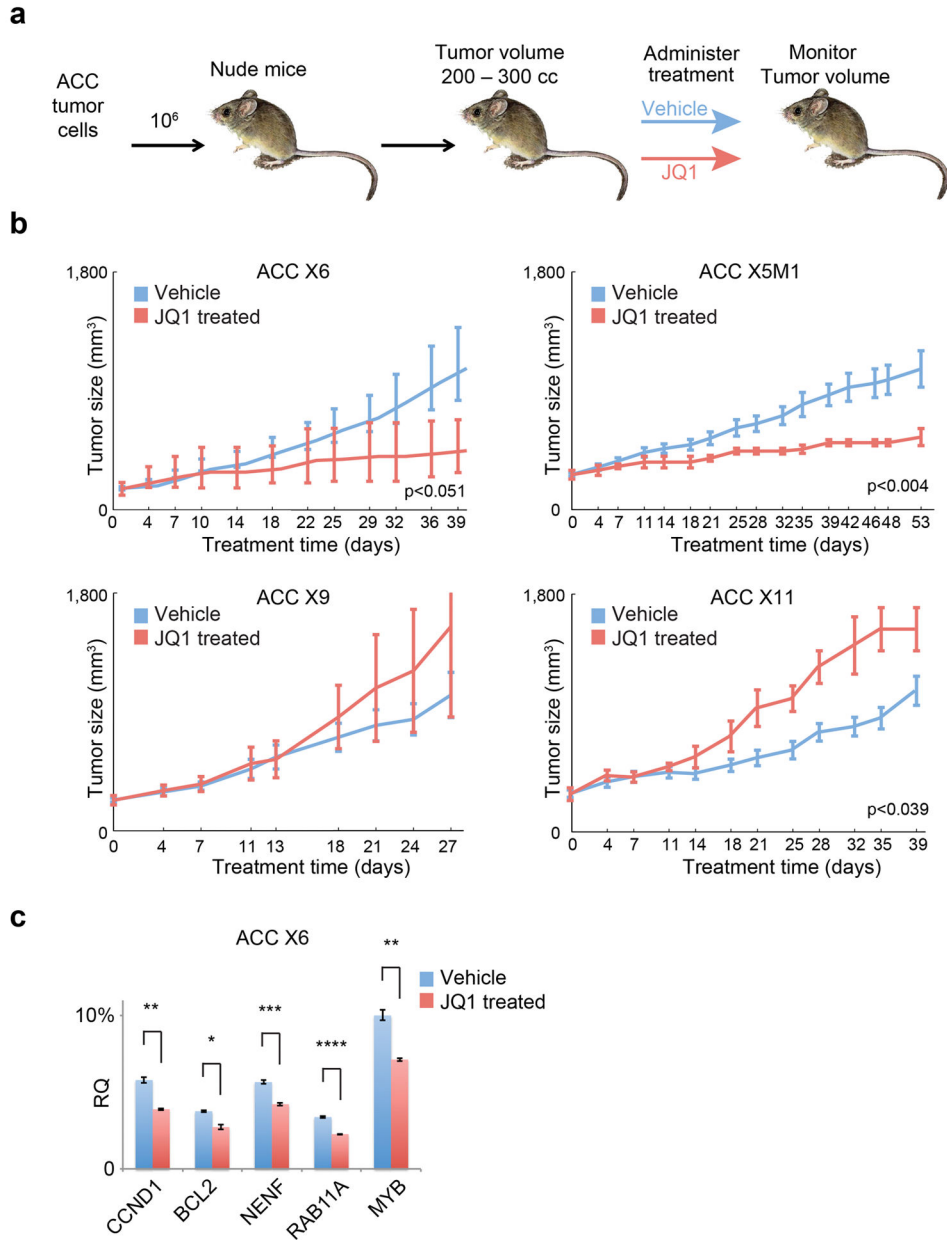 a
ACC
tumor
cells
10⁶
Nude mice
Tumor volume
200 – 300 cc
Administer
treatment
Vehicle
JQ1
Monitor
Tumor volume
b
ACC X6
1,800
Tumor size (mm³)
0
Vehicle
JQ1 treated
p<0.051
0 4 7 10 14 18 22 25 29 32 36 39
Treatment time (days)
ACC X5M1
1,800
Tumor size (mm³)
0
Vehicle
JQ1 treated
p<0.004
0 4 7 11 14 18 21 25 28 32 35 39 42 46 48 53
Treatment time (days)
ACC X9
1,800
Tumor size (mm³)
0
Vehicle
JQ1 treated
0 4 7 11 13 18 21 24 27
Treatment time (days)
ACC X11
1,800
Tumor size (mm³)
0
Vehicle
JQ1 treated
p<0.039
0 4 7 11 14 18 21 25 28 32 35 39
Treatment time (days)
c
ACC X6
Vehicle
JQ1 treated
10%
RQ
0
** * *** **** **
CCND1 BCL2 NENF RAB11A MYB